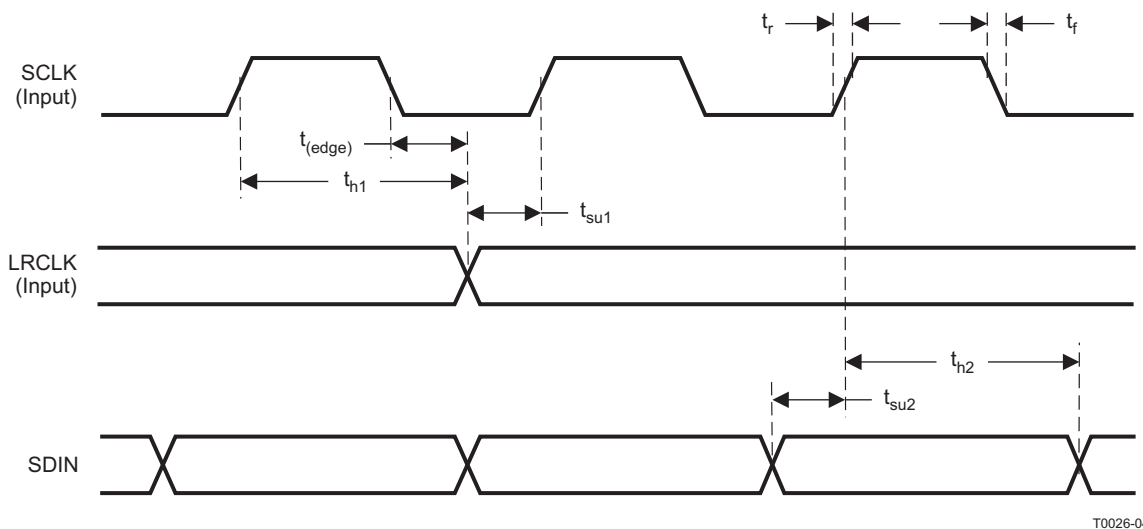 t_r
t_f
SCLK
(Input)
t_(edge)
t_h1
t_su1
LRCLK
(Input)
t_h2
t_su2
SDIN